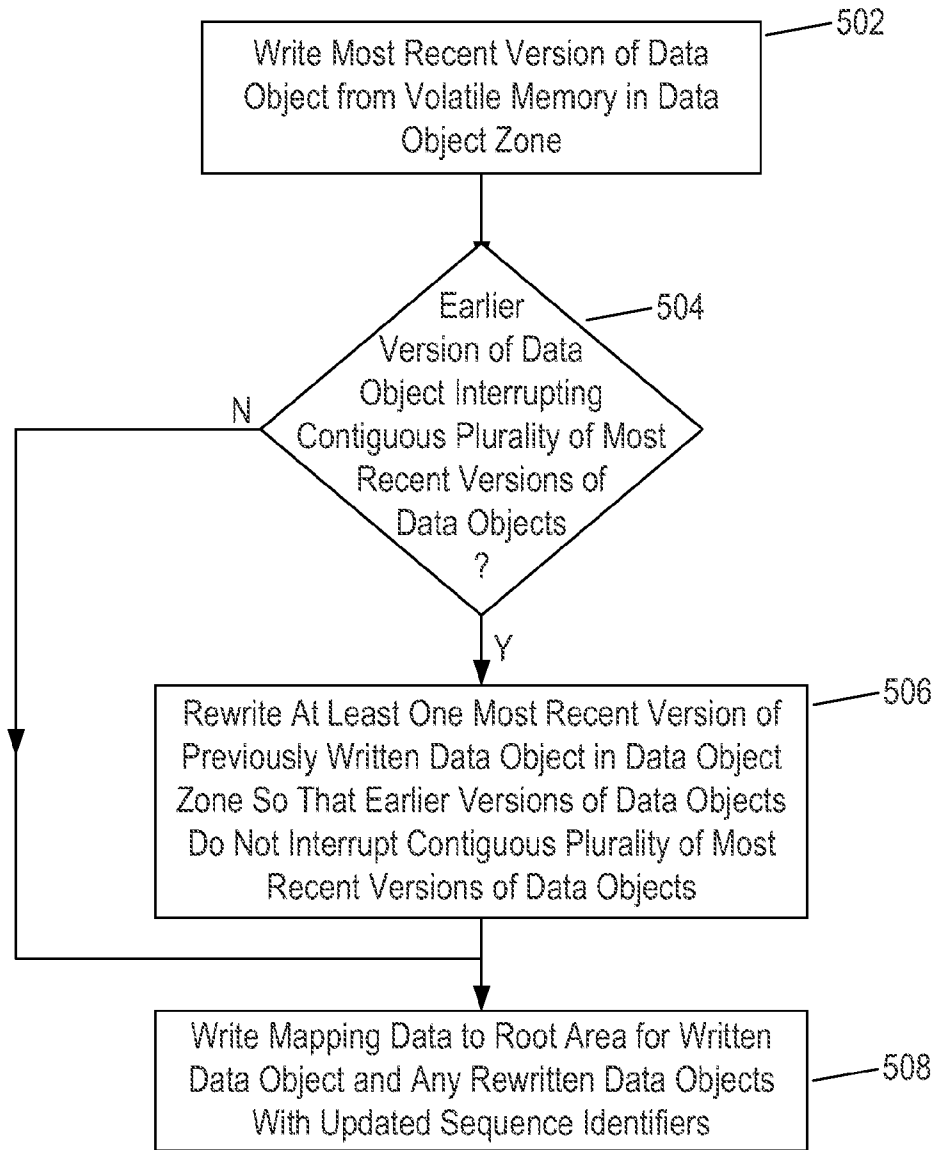 502
Write Most Recent Version of Data
Object from Volatile Memory in Data
Object Zone
504
Earlier
Version of Data
Object Interrupting
Contiguous Plurality of Most
Recent Versions of
Data Objects
?
N
Y
506
Rewrite At Least One Most Recent Version of
Previously Written Data Object in Data Object
Zone So That Earlier Versions of Data Objects
Do Not Interrupt Contiguous Plurality of Most
Recent Versions of Data Objects
Write Mapping Data to Root Area for Written
Data Object and Any Rewritten Data Objects
With Updated Sequence Identifiers
508